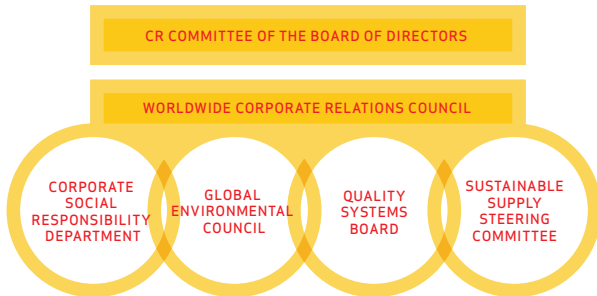 CR COMMITTEE OF THE BOARD OF DIRECTORS
WORLDWIDE CORPORATE RELATIONS COUNCIL
CORPORATE
SOCIAL
RESPONSIBILITY
DEPARTMENT
GLOBAL
ENVIRONMENTAL
COUNCIL
QUALITY
SYSTEMS
BOARD
SUSTAINABLE
SUPPLY
STEERING
COMMITTEE